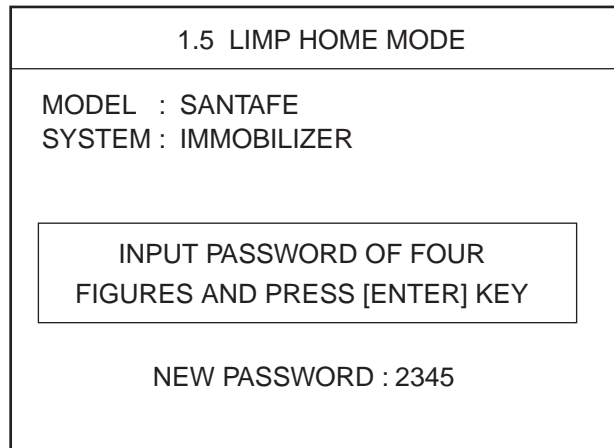 1.5 LIMP HOME MODE
MODEL : SANTAFE
SYSTEM : IMMOBILIZER
INPUT PASSWORD OF FOUR
FIGURES AND PRESS [ENTER] KEY
NEW PASSWORD : 2345